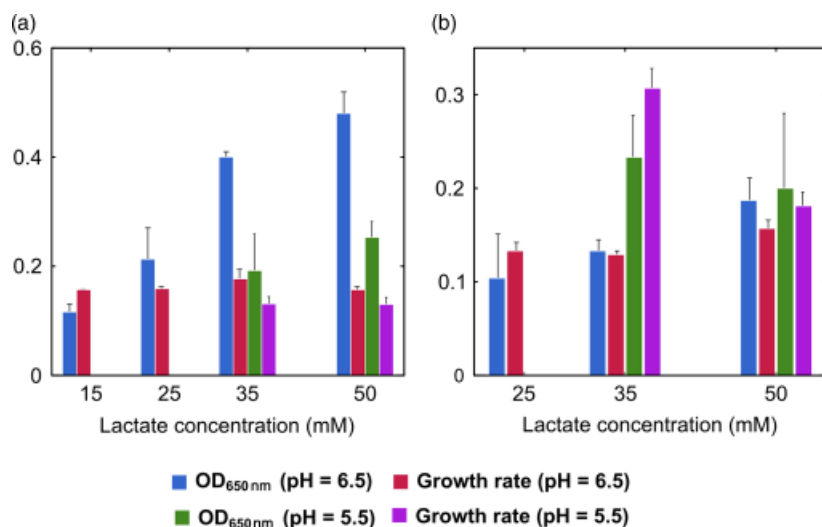 (a)
0.6
0.4
0.2
0
15 25 35 50
Lactate concentration (mM)
(b)
0.3
0.2
0.1
0
25 35 50
Lactate concentration (mM)
OD650 nm (pH = 6.5) Growth rate (pH = 6.5)
OD650 nm (pH = 5.5) Growth rate (pH = 5.5)